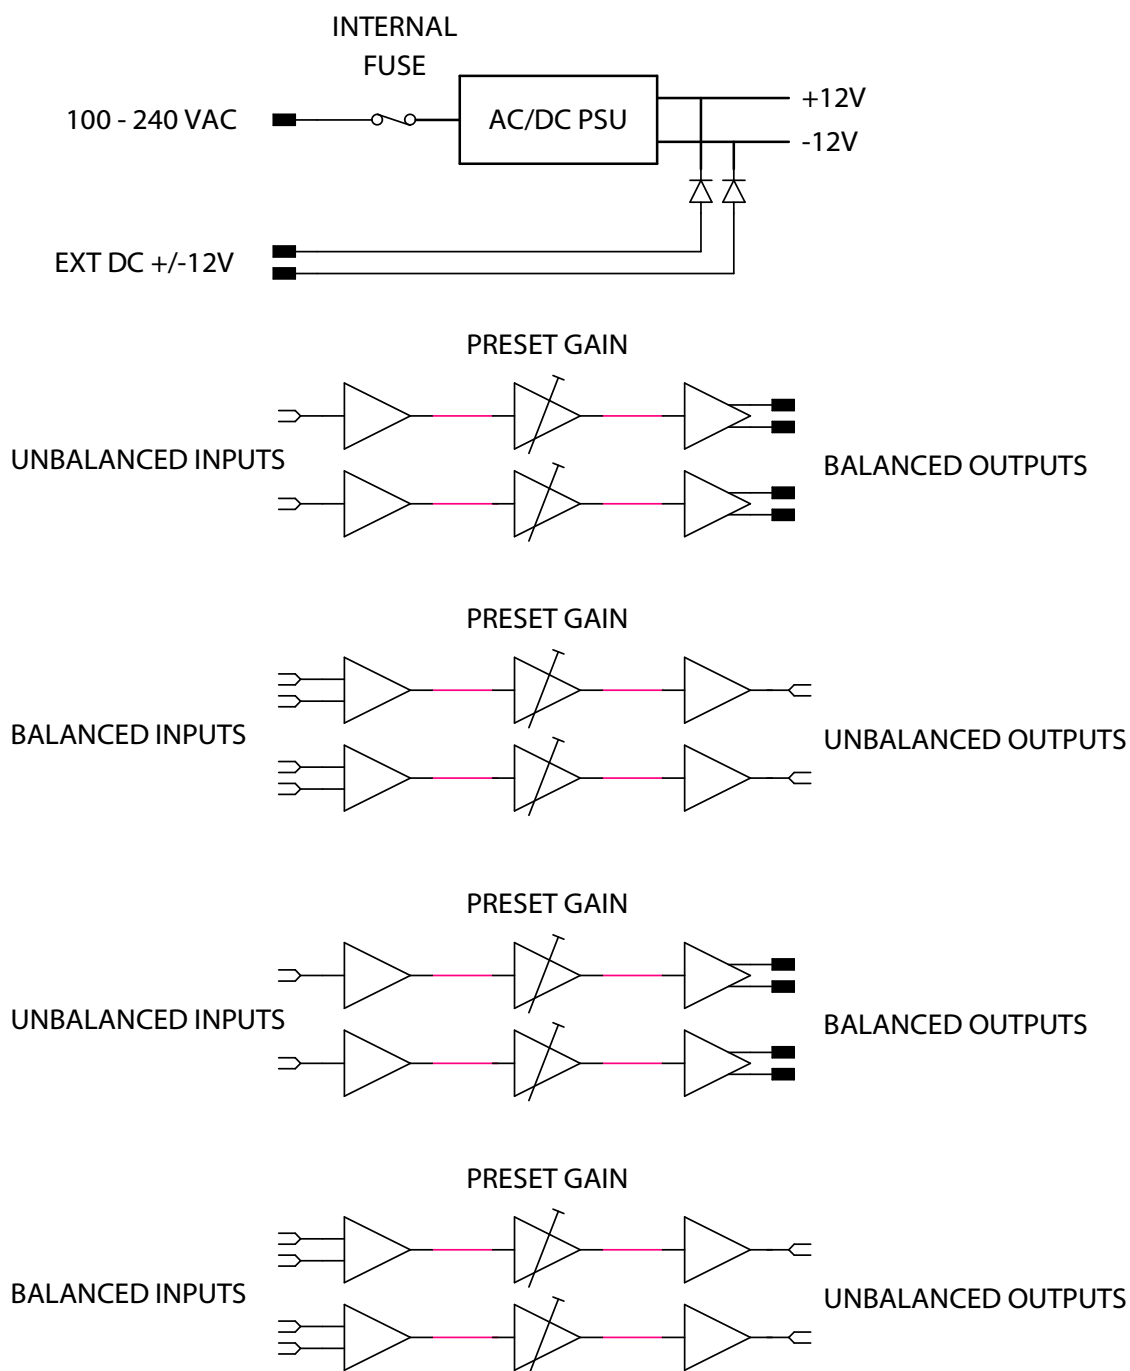 INTERNAL
FUSE
100 - 240 VAC
AC/DC PSU
+12V
-12V
EXT DC +/-12V
PRESET GAIN
UNBALANCED INPUTS
BALANCED OUTPUTS
PRESET GAIN
BALANCED INPUTS
UNBALANCED OUTPUTS
PRESET GAIN
UNBALANCED INPUTS
BALANCED OUTPUTS
PRESET GAIN
BALANCED INPUTS
UNBALANCED OUTPUTS